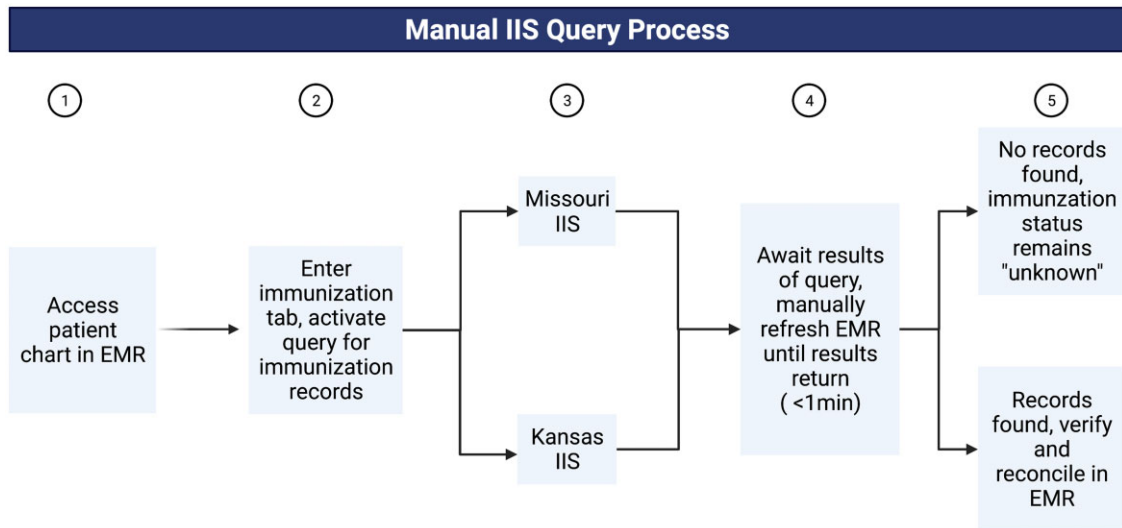 Manual IIS Query Process
1
2
3
4
5
Access
patient
chart in EMR
Enter
immunization
tab, activate
query for
immunization
records
Missouri
IIS
Kansas
IIS
Await results
of query,
manually
refresh EMR
until results
return
( <1min)
No records
found,
immunzation
status
remains
"unknown"
Records
found, verify
and
reconcile in
EMR